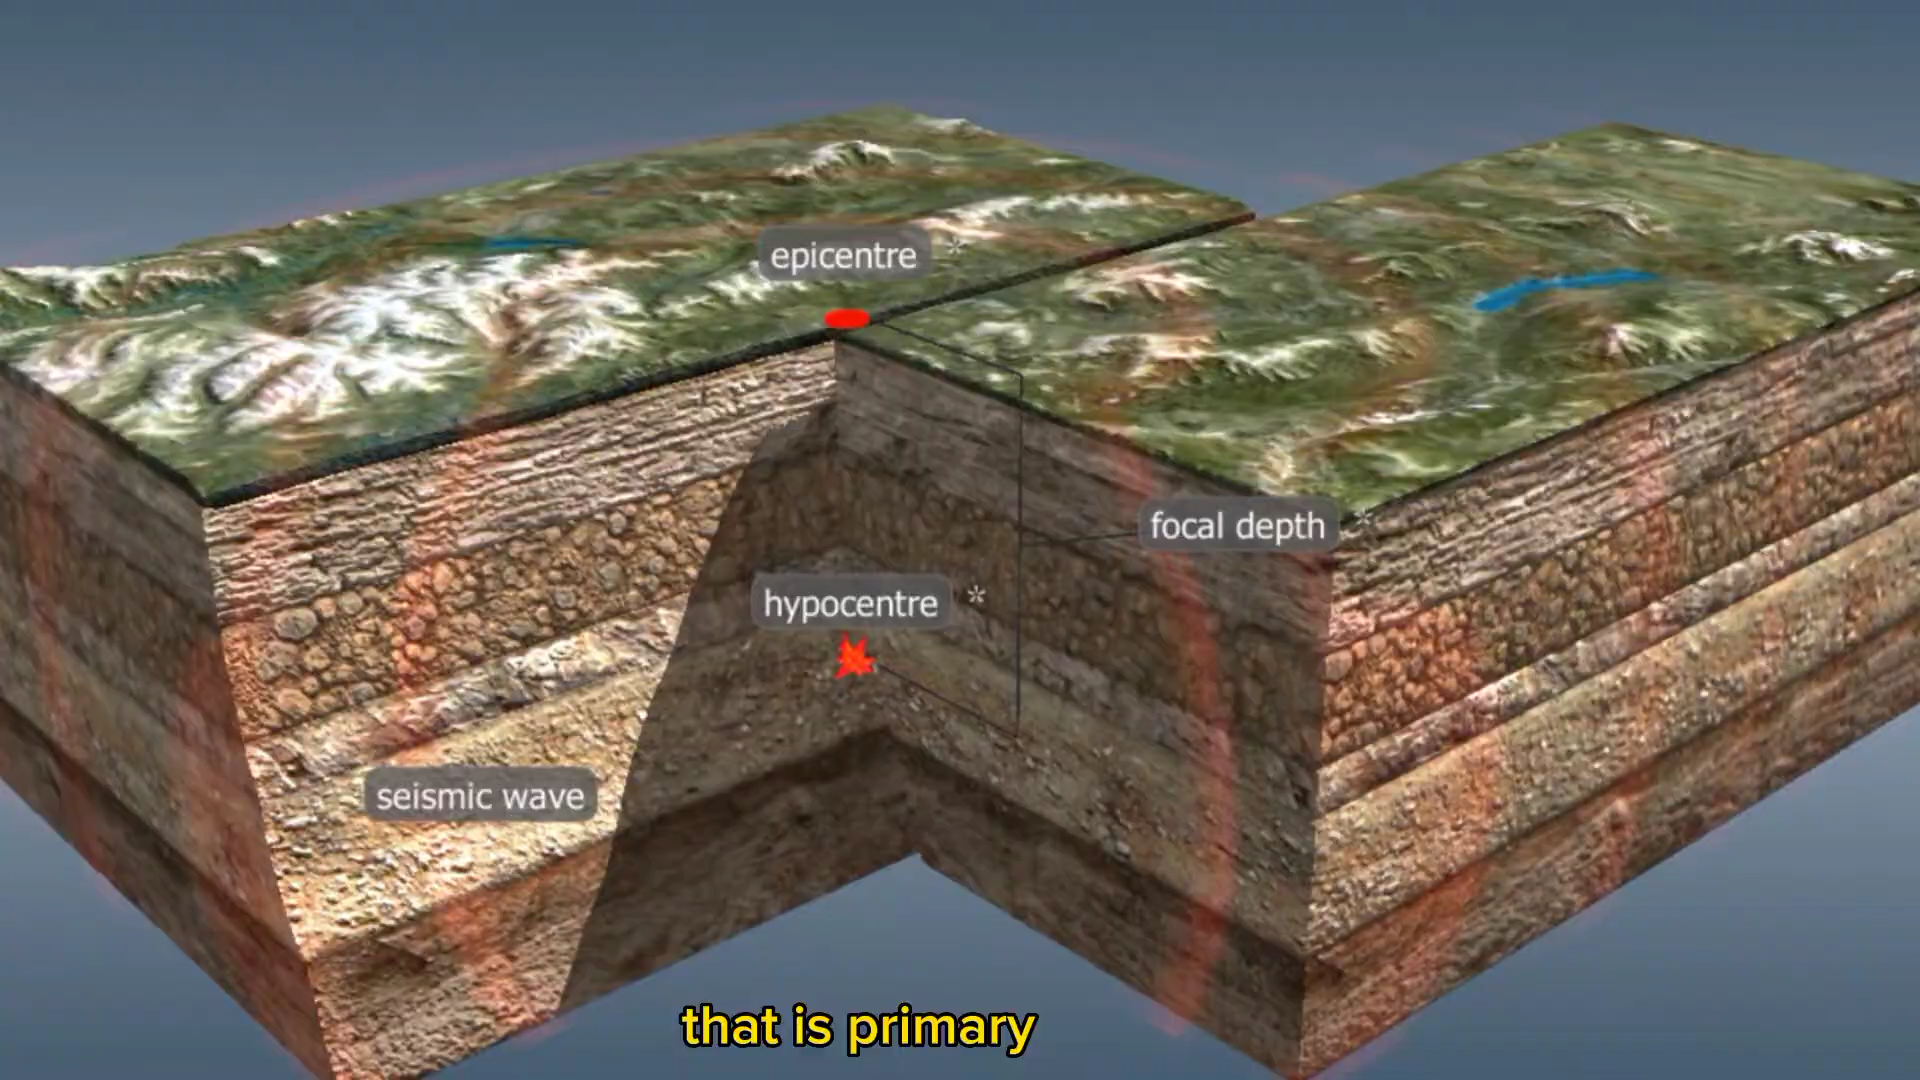 epicentre *
focal depth *
hypocentre *
seismic wave
that is primary